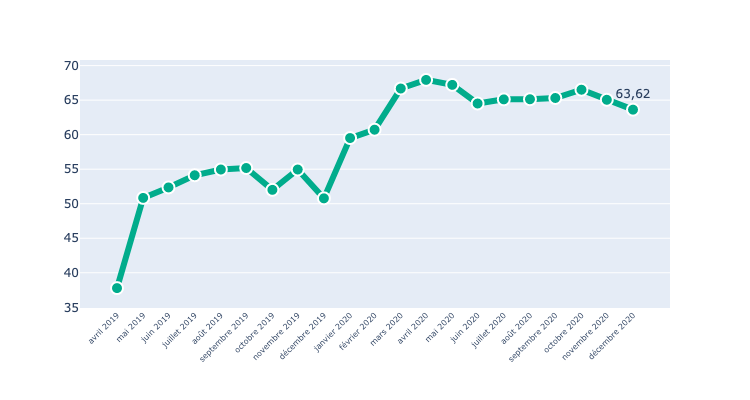 70
65
63,62
60
55
50
45
40
35
avril 2019
mai 2019
juin 2019
juillet 2019
août 2019
septembre 2019
octobre 2019
novembre 2019
décembre 2019
janvier 2020
février 2020
mars 2020
avril 2020
mai 2020
juin 2020
juillet 2020
août 2020
septembre 2020
octobre 2020
novembre 2020
décembre 2020